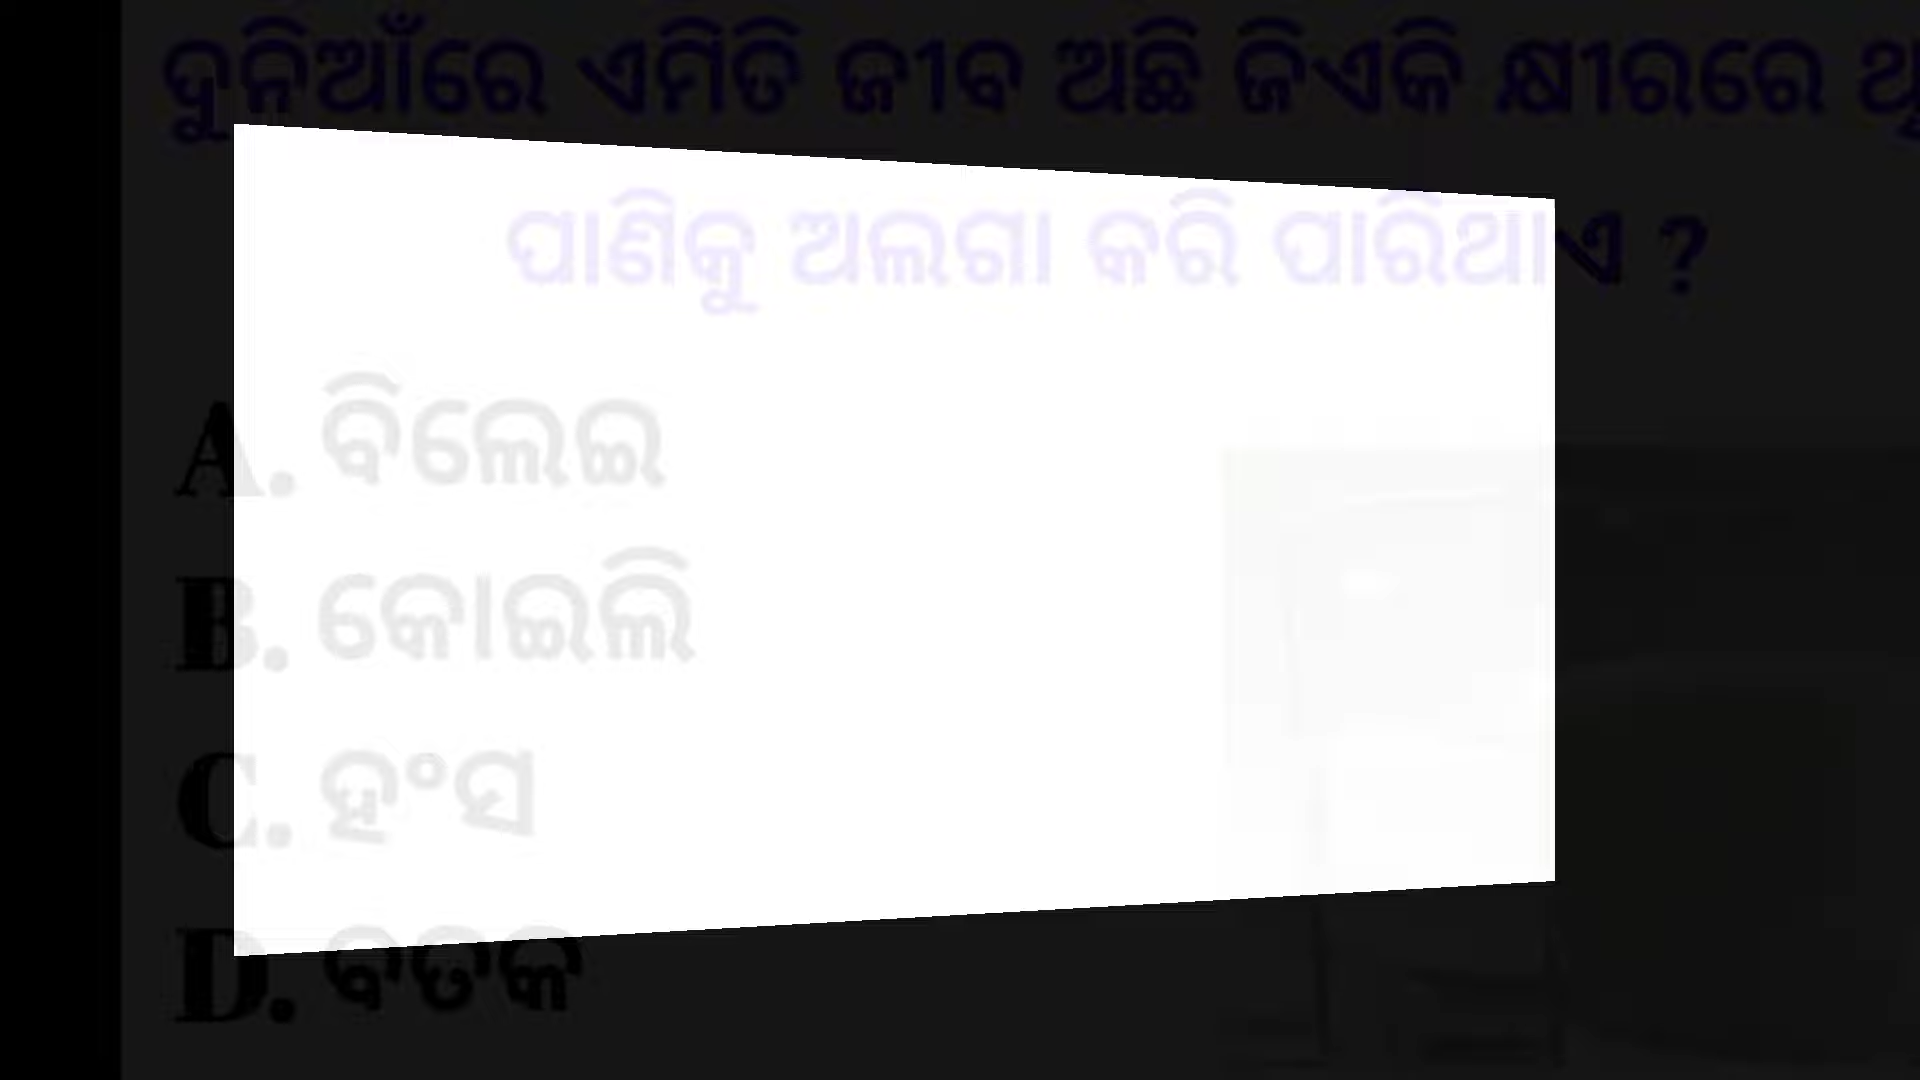 ଦୁନିଆଁରେ ଏମିତି ଜୀବ ଅଛି ଜିଏକି କ୍ଷୀରରେ
ପାଣିକୁ ଅଲଗା କରି ପାରିଥାଏ ?
A. ବିଲେଇ
B. କୋଇଲି
C. ହଂସ
D. ବତକ